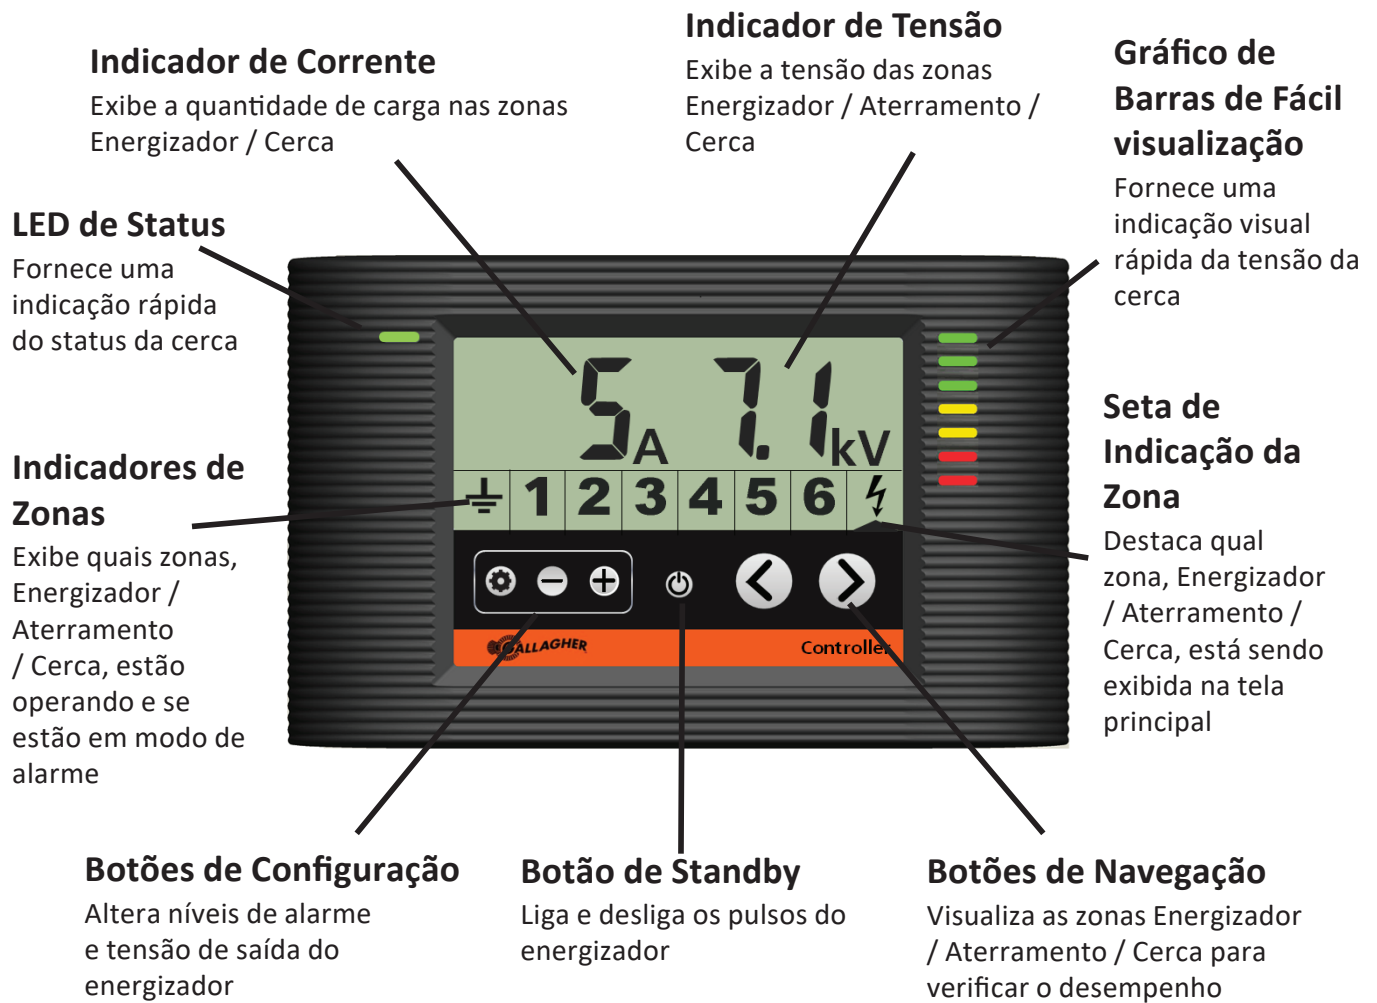 Indicador de Corrente
Exibe a quantidade de carga nas zonas
Energizador / Cerca
Indicador de Tensão
Exibe a tensão das zonas
Energizador / Aterramento /
Cerca
Gráfico de
Barras de Fácil
visualização
Fornece uma
indicação visual
rápida da tensão da
cerca
LED de Status
Fornece uma
indicação rápida
do status da cerca
5A 7.1kV
1 2 3 4 5 6
GALLAGHER
Controller
Indicadores de
Zonas
Exibe quais zonas,
Energizador /
Aterramento
/ Cerca, estão
operando e se
estão em modo de
alarme
Seta de
Indicação da
Zona
Destaca qual
zona, Energizador
/ Aterramento /
Cerca, está sendo
exibida na tela
principal
Botões de Configuração
Altera níveis de alarme
e tensão de saída do
energizador
Botão de Standby
Liga e desliga os pulsos do
energizador
Botões de Navegação
Visualiza as zonas Energizador
/ Aterramento / Cerca para
verificar o desempenho